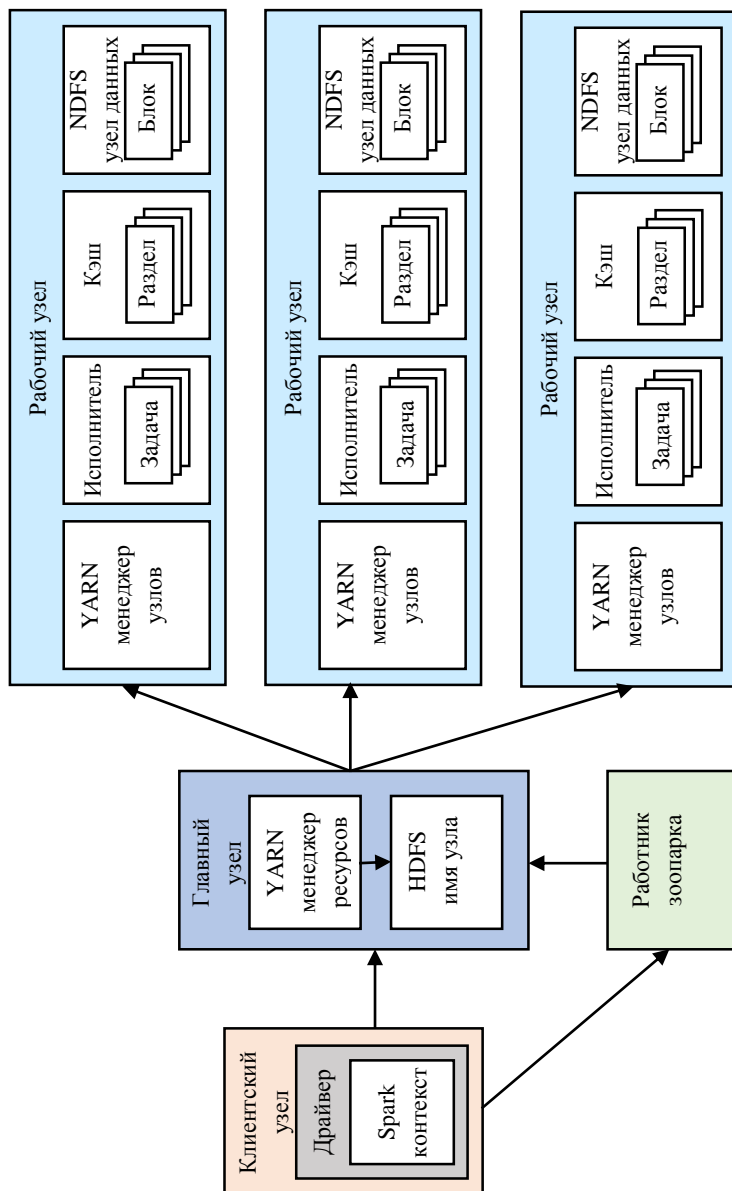 Клиентский
узел
Драйвер
Spark
контекст
Главный
узел
YARN
менеджер
ресурсов
HDFS
имя узла
Работник
зоопарка
Рабочий узел
YARN
менеджер
узлов
Исполнитель
Задача
Кэш
Раздел
NDFS
узел данных
Блок
Рабочий узел
YARN
менеджер
узлов
Исполнитель
Задача
Кэш
Раздел
NDFS
узел данных
Блок
Рабочий узел
YARN
менеджер
узлов
Исполнитель
Задача
Кэш
Раздел
NDFS
узел данных
Блок